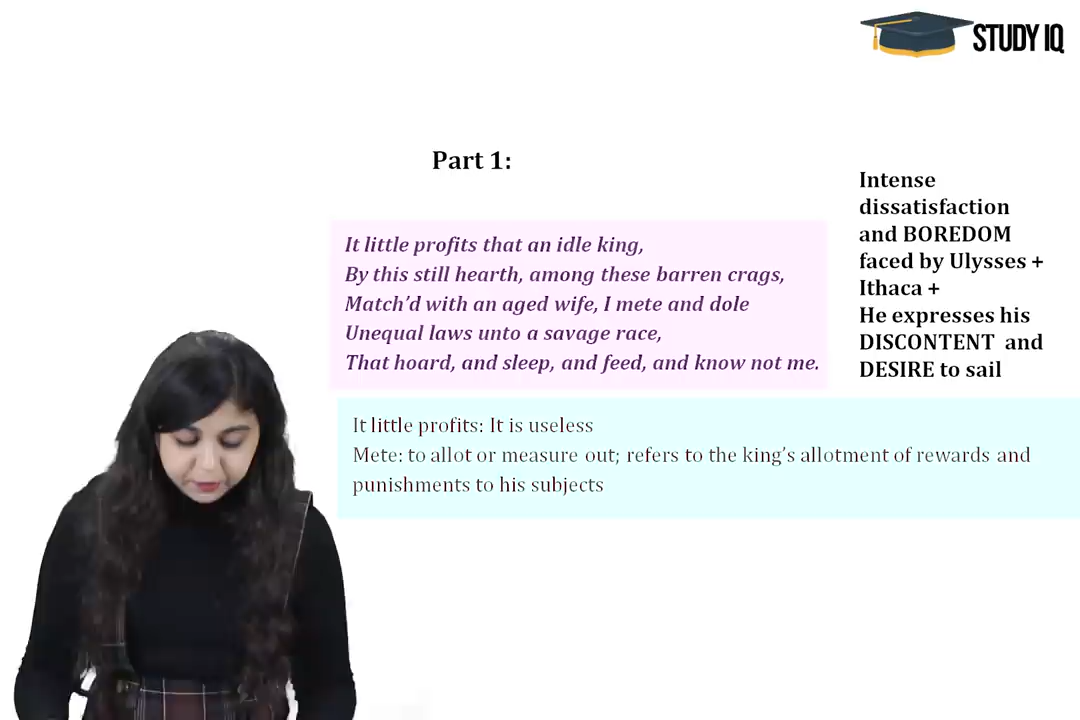 STUDY IQ
Part 1:
It little profits that an idle king,
By this still hearth, among these barren crags,
Match’d with an aged wife, I mete and dole
Unequal laws unto a savage race,
That hoard, and sleep, and feed, and know not me.
Intense
dissatisfaction
and BOREDOM
faced by Ulysses +
Ithaca +
He expresses his
DISCONTENT and
DESIRE to sail
It little profits: It is useless
Mete: to allot or measure out; refers to the king’s allotment of rewards and
punishments to his subjects